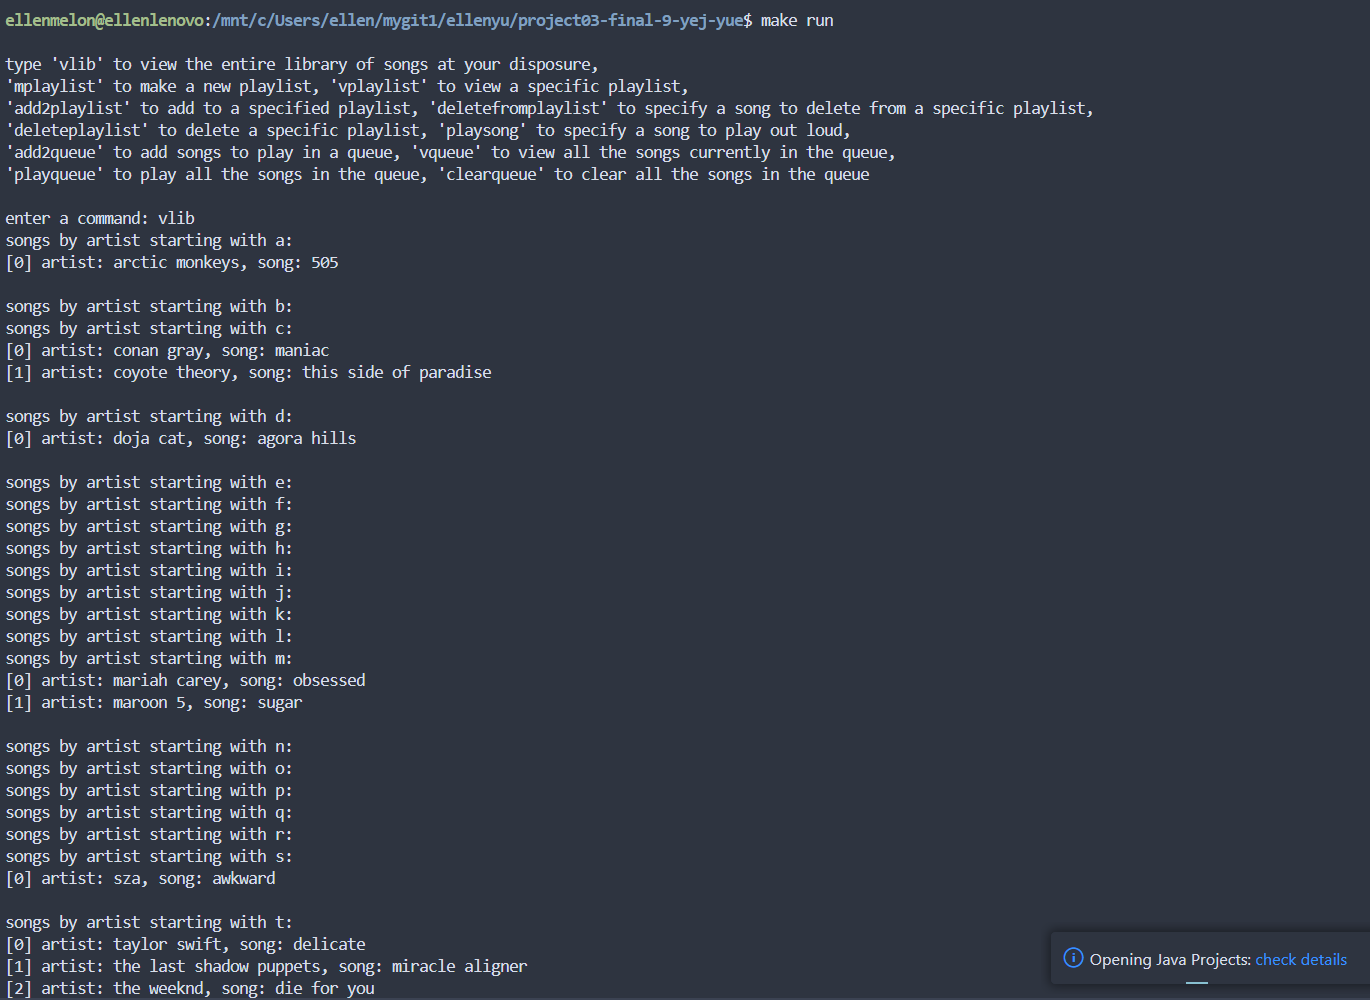 ellenmelon@ellenlenovo:/mnt/c/Users/ellen/mygit1/ellenyu/project03-final-9-yej-yue$ make run
type 'vlib' to view the entire library of songs at your disposure,
'mplaylist' to make a new playlist, 'vplaylist' to view a specific playlist,
'add2playlist' to add to a specified playlist, 'deletefromplaylist' to specify a song to delete from a specific playlist,
'deleteplaylist' to delete a specific playlist, 'playsong' to specify a song to play out loud,
'add2queue' to add songs to play in a queue, 'vqueue' to view all the songs currently in the queue,
'playqueue' to play all the songs in the queue, 'clearqueue' to clear all the songs in the queue
enter a command: vlib
songs by artist starting with a:
[0] artist: arctic monkeys, song: 505
songs by artist starting with b:
songs by artist starting with c:
[0] artist: conan gray, song: maniac
[1] artist: coyote theory, song: this side of paradise
songs by artist starting with d:
[0] artist: doja cat, song: agora hills
songs by artist starting with e:
songs by artist starting with f:
songs by artist starting with g:
songs by artist starting with h:
songs by artist starting with i:
songs by artist starting with j:
songs by artist starting with k:
songs by artist starting with l:
songs by artist starting with m:
[0] artist: mariah carey, song: obsessed
[1] artist: maroon 5, song: sugar
songs by artist starting with n:
songs by artist starting with o:
songs by artist starting with p:
songs by artist starting with q:
songs by artist starting with r:
songs by artist starting with s:
[0] artist: sza, song: awkward
songs by artist starting with t:
[0] artist: taylor swift, song: delicate
[1] artist: the last shadow puppets, song: miracle aligner
[2] artist: the weeknd, song: die for you
Opening Java Projects: check details